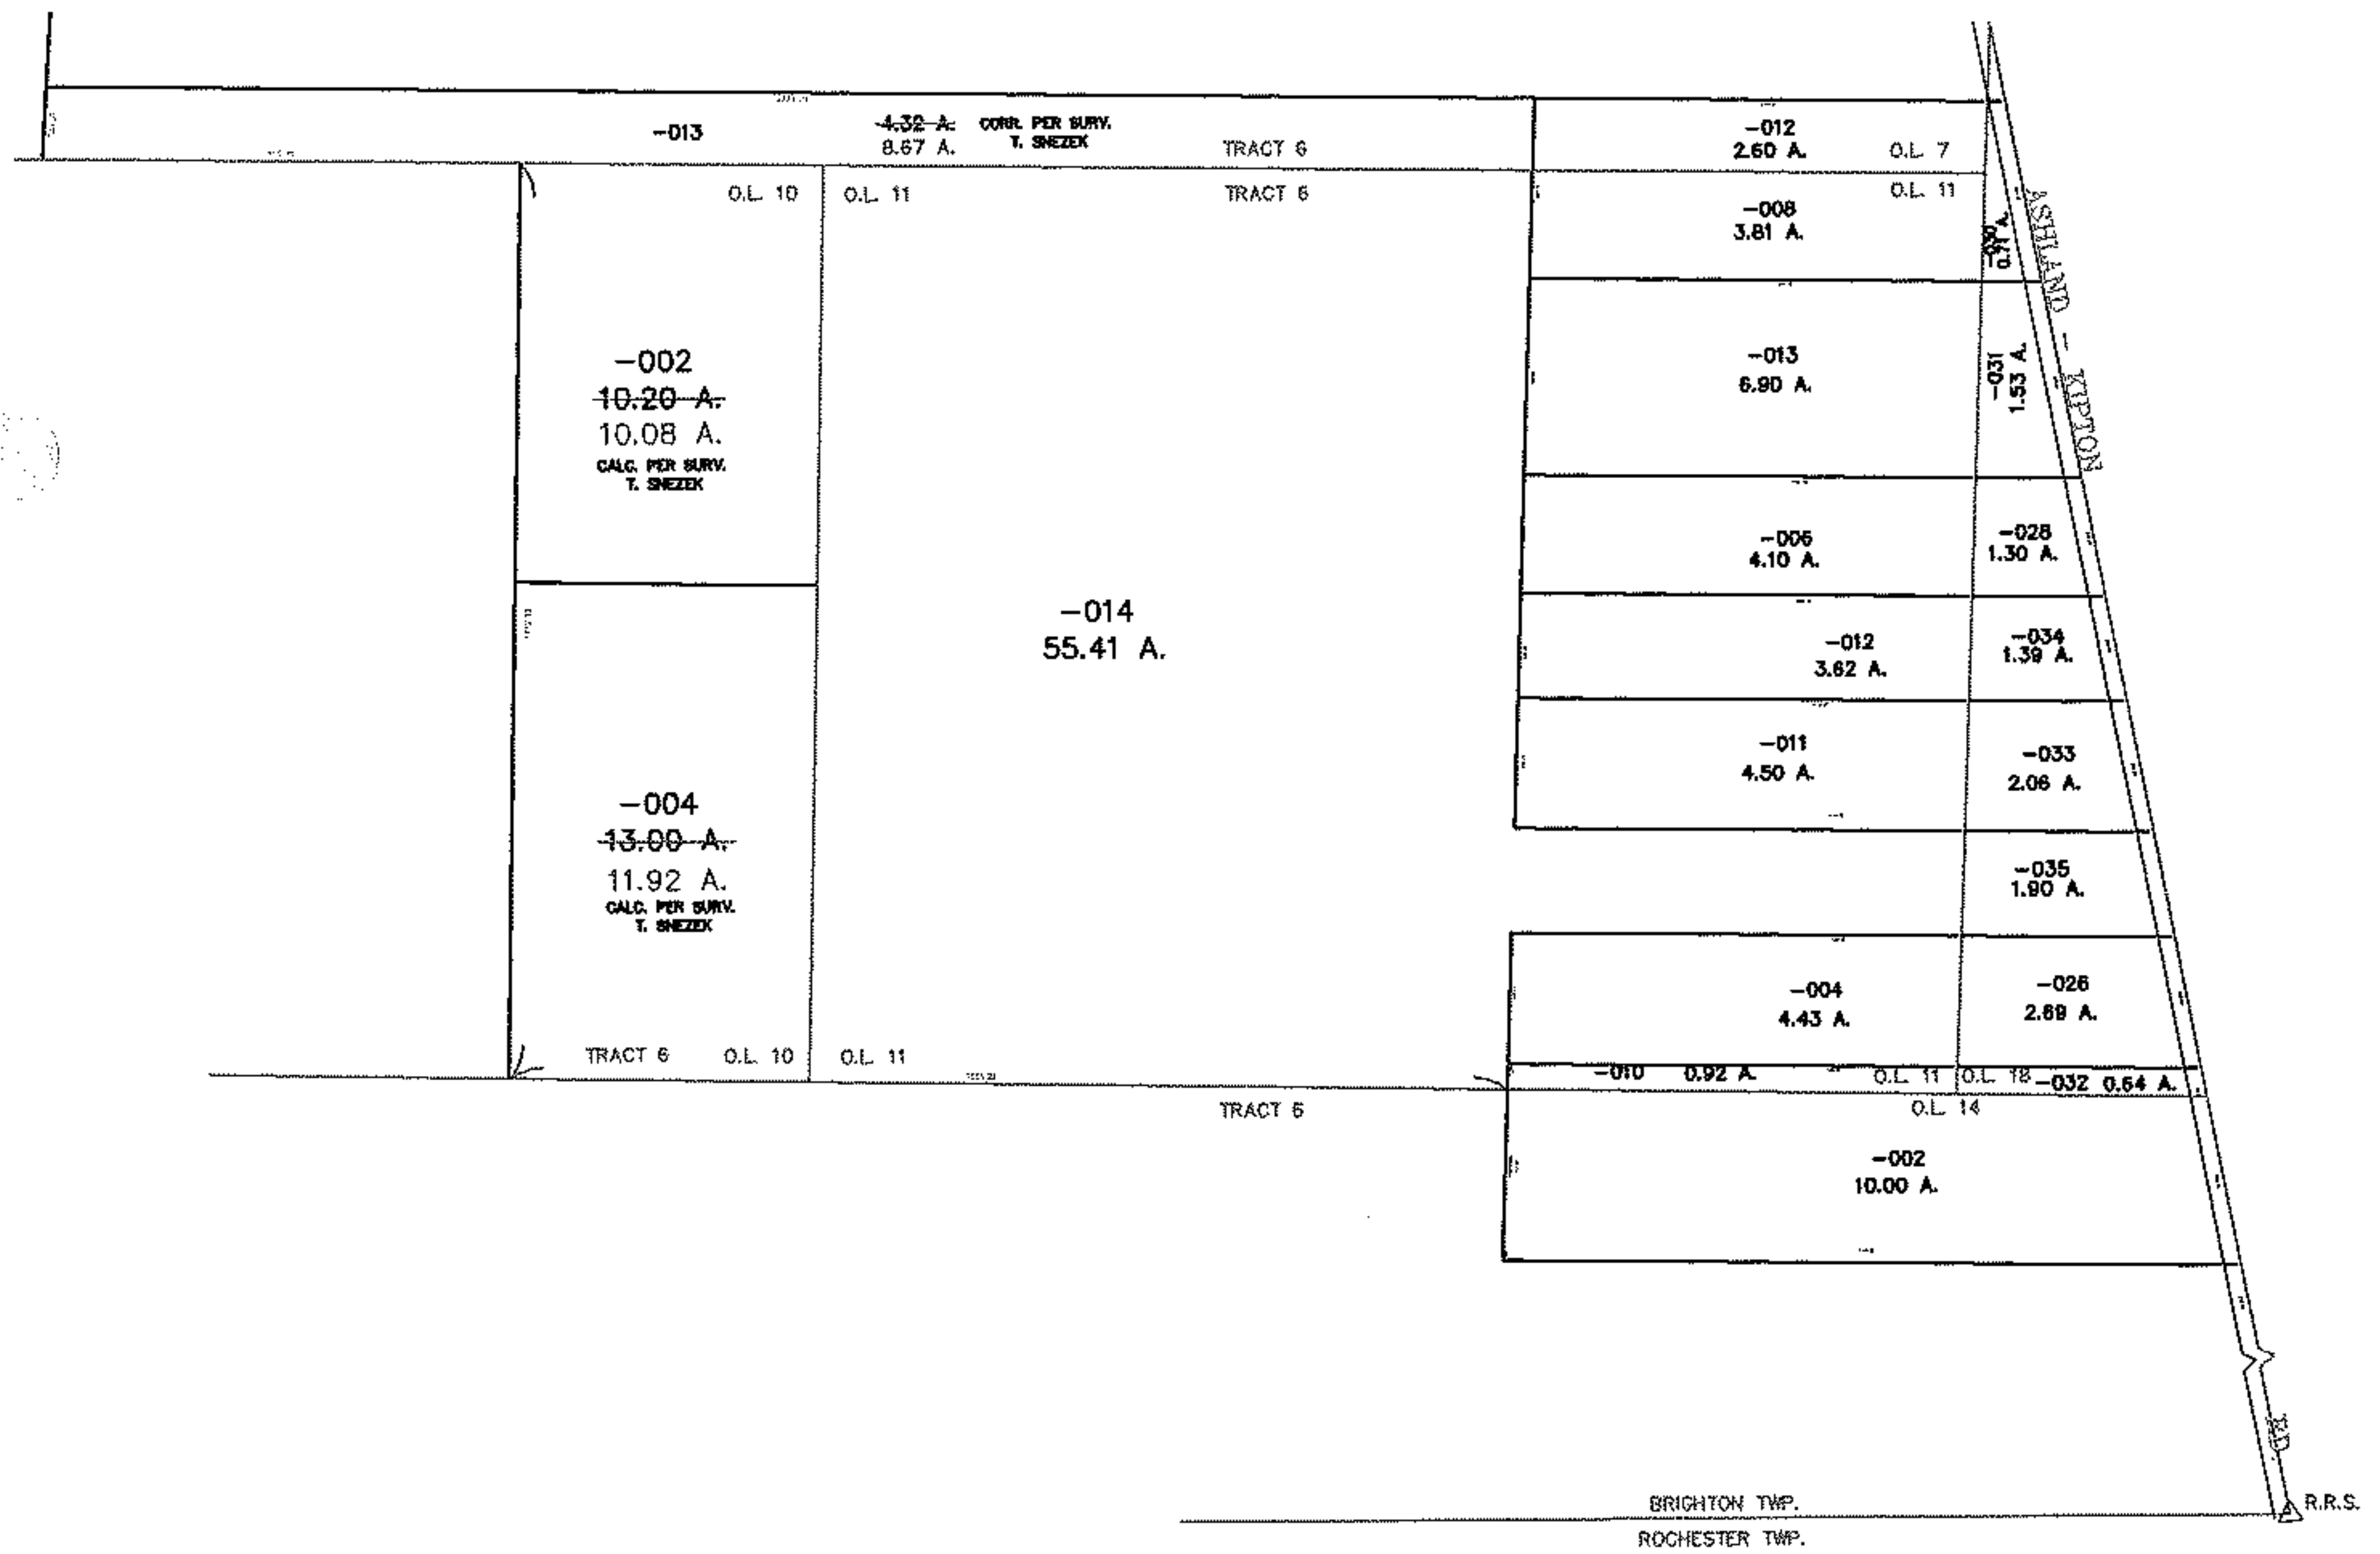 -013
4.32 A.
8.67 A.
CORR. PER SURV.
T. SNEZEK
TRACT 6
-012
2.60 A.
O.L. 7
O.L. 10
O.L. 11
TRACT 6
O.L. 11
-008
3.81 A.
-030
0.71 A.
ASHLAND - KIPTON
-002
10.20 A.
10.08 A.
CALC. PER SURV.
T. SNEZEK
-013
6.90 A.
-031
1.53 A.
-006
4.10 A.
-028
1.30 A.
-014
55.41 A.
-012
3.62 A.
-034
1.39 A.
-011
4.50 A.
-033
2.06 A.
-004
13.00 A.
11.92 A.
CALC. PER SURV.
T. SNEZEK
-035
1.90 A.
-004
4.43 A.
-026
2.69 A.
TRACT 6
O.L. 10
O.L. 11
-010 0.92 A.
O.L. 11
O.L. 18
-032 0.64 A.
TRACT 6
O.L. 14
-002
10.00 A.
RD.
BRIGHTON TWP.
R.R.S.
ROCHESTER TWP.